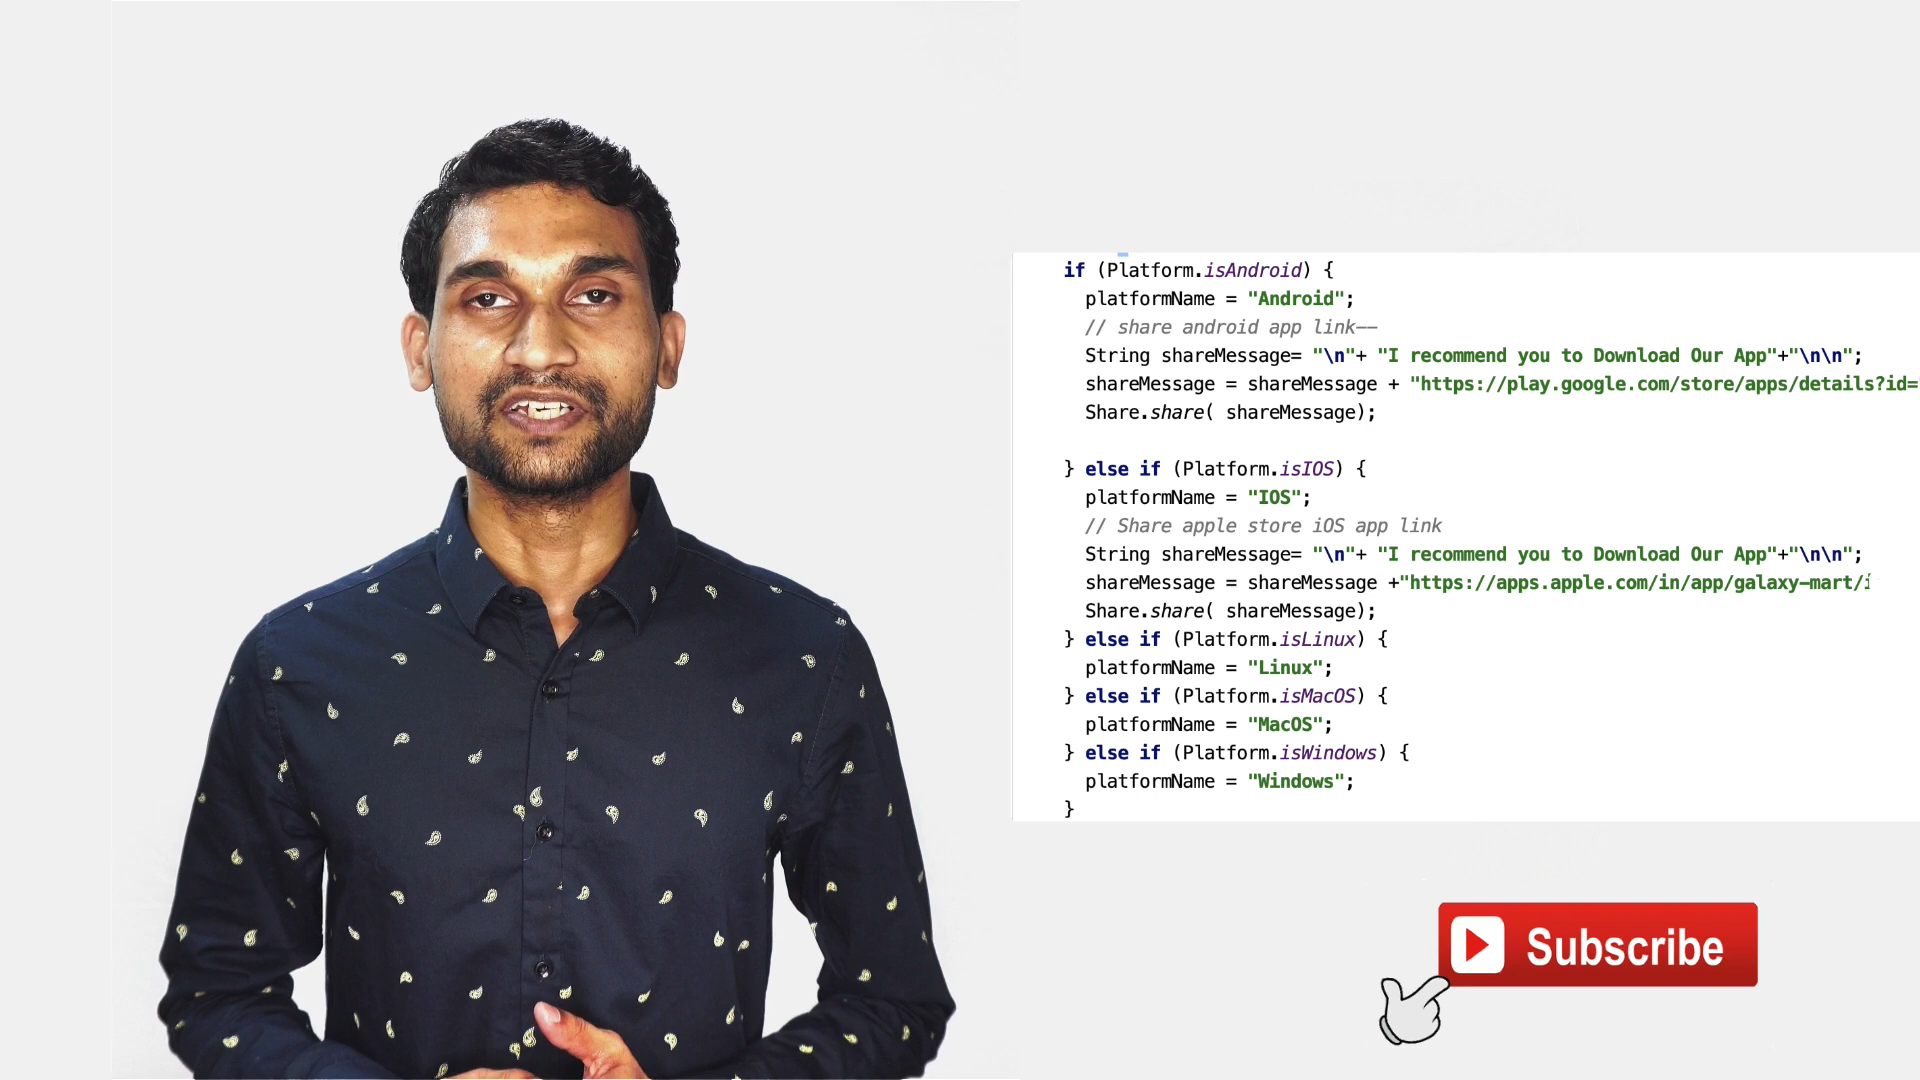 if (Platform.isAndroid) {
platformName = "Android";
// share android app link——
String shareMessage= "\n"+ "I recommend you to Download Our App"+"\n\n";
shareMessage = shareMessage + "https://play.google.com/store/apps/details?id=
Share.share( shareMessage);
} else if (Platform.isIOS) {
platformName = "IOS";
// Share apple store iOS app link
String shareMessage= "\n"+ "I recommend you to Download Our App"+"\n\n";
shareMessage = shareMessage +"https://apps.apple.com/in/app/galaxy-mart/i
Share.share( shareMessage);
} else if (Platform.isLinux) {
platformName = "Linux";
} else if (Platform.isMacOS) {
platformName = "MacOS";
} else if (Platform.isWindows) {
platformName = "Windows";
}
Subscribe